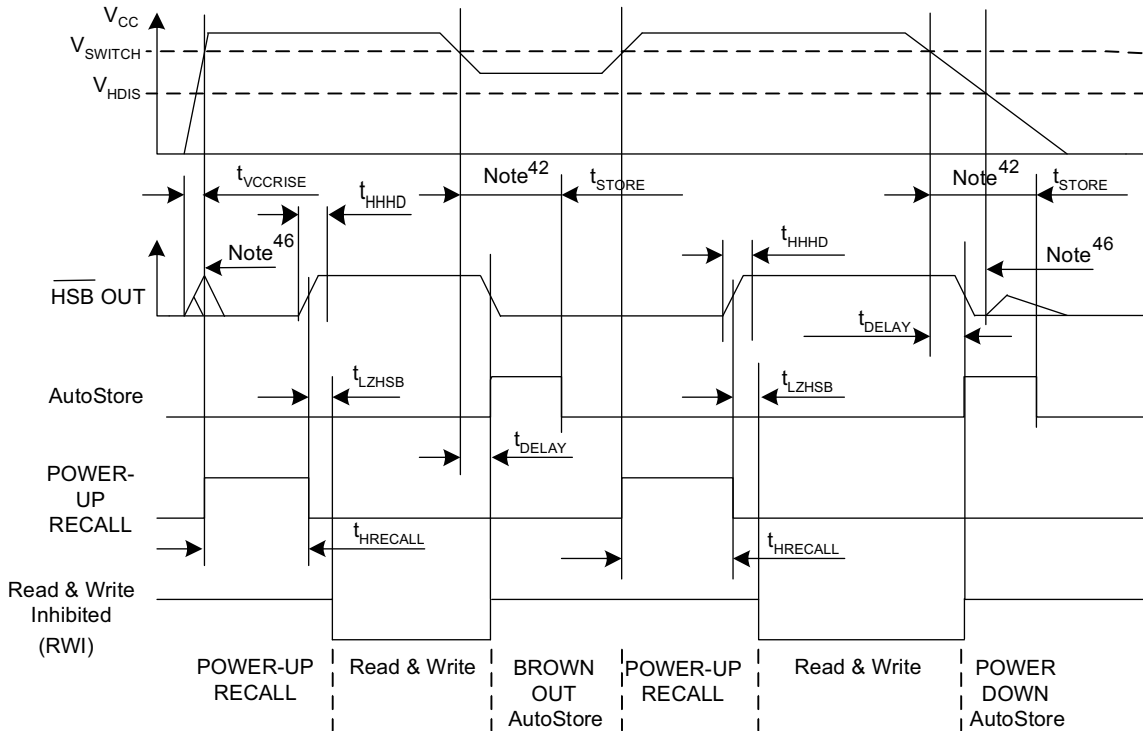 VCC
VSWITCH
VHDIS
tVCCRISE
Note42
tSTORE
Note42
tSTORE
tHHHD
tHHHD
Note46
Note46
HSB OUT
tDELAY
tLZHSB
tLZHSB
AutoStore
tDELAY
POWER-
UP
RECALL
tHRECALL
tHRECALL
Read & Write
Inhibited
(RWI)
POWER-UP
RECALL
Read & Write
BROWN
OUT
AutoStore
POWER-UP
RECALL
Read & Write
POWER
DOWN
AutoStore